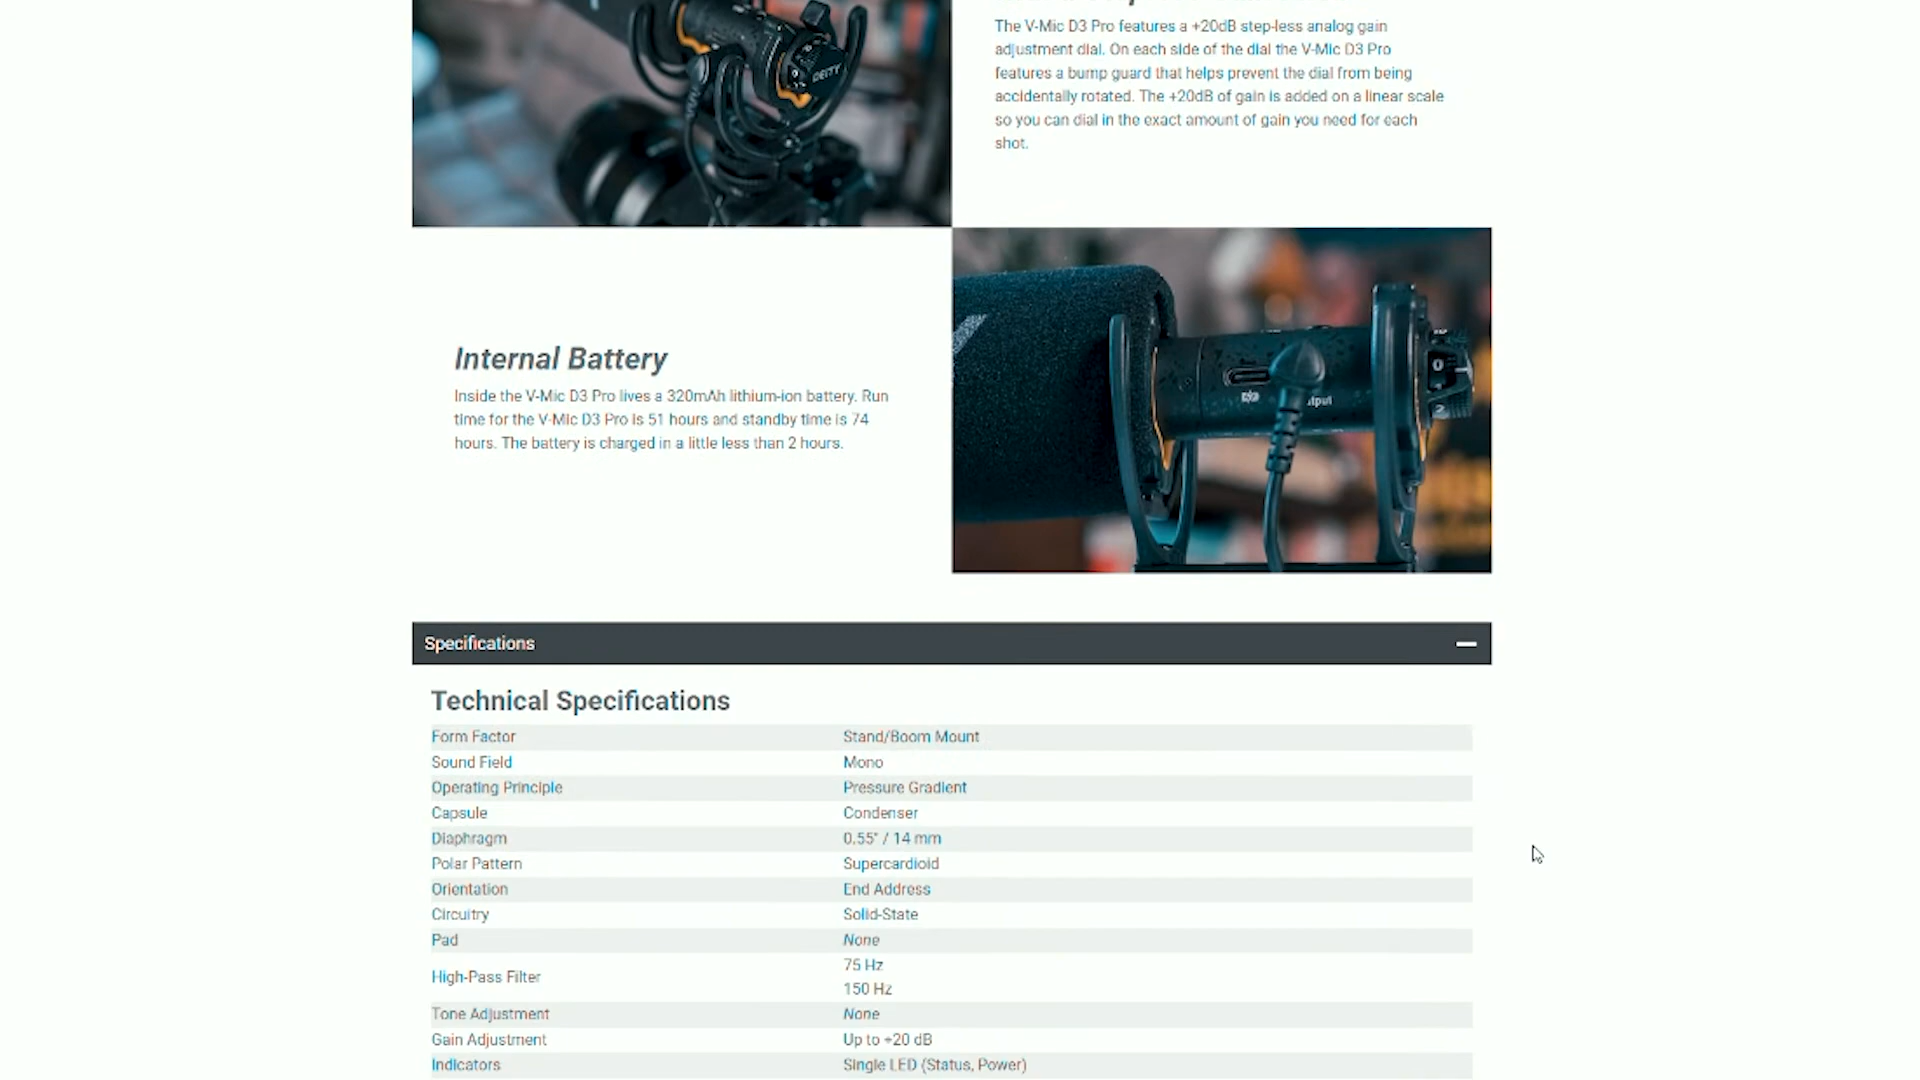 The V-Mic D3 Pro features a +20dB step-less analog gain
adjustment dial. On each side of the dial the V-Mic D3 Pro
features a bump guard that helps prevent the dial from being
accidentally rotated. The +20dB of gain is added on a linear scale
so you can dial in the exact amount of gain you need for each
shot.
DEITY
Internal Battery
Inside the V-Mic D3 Pro lives a 320mAh lithium-ion battery. Run
time for the V-Mic D3 Pro is 51 hours and standby time is 74
hours. The battery is charged in a little less than 2 hours.
10
0
2
Specifications
Technical Specifications
Form Factor Stand/Boom Mount
Sound Field Mono
Operating Principle Pressure Gradient
Capsule Condenser
Diaphragm 0.55" / 14 mm
Polar Pattern Supercardioid
Orientation End Address
Circuitry Solid-State
Pad None
High-Pass Filter 75 Hz
150 Hz
Tone Adjustment None
Gain Adjustment Up to +20 dB
Indicators Single LED (Status, Power)